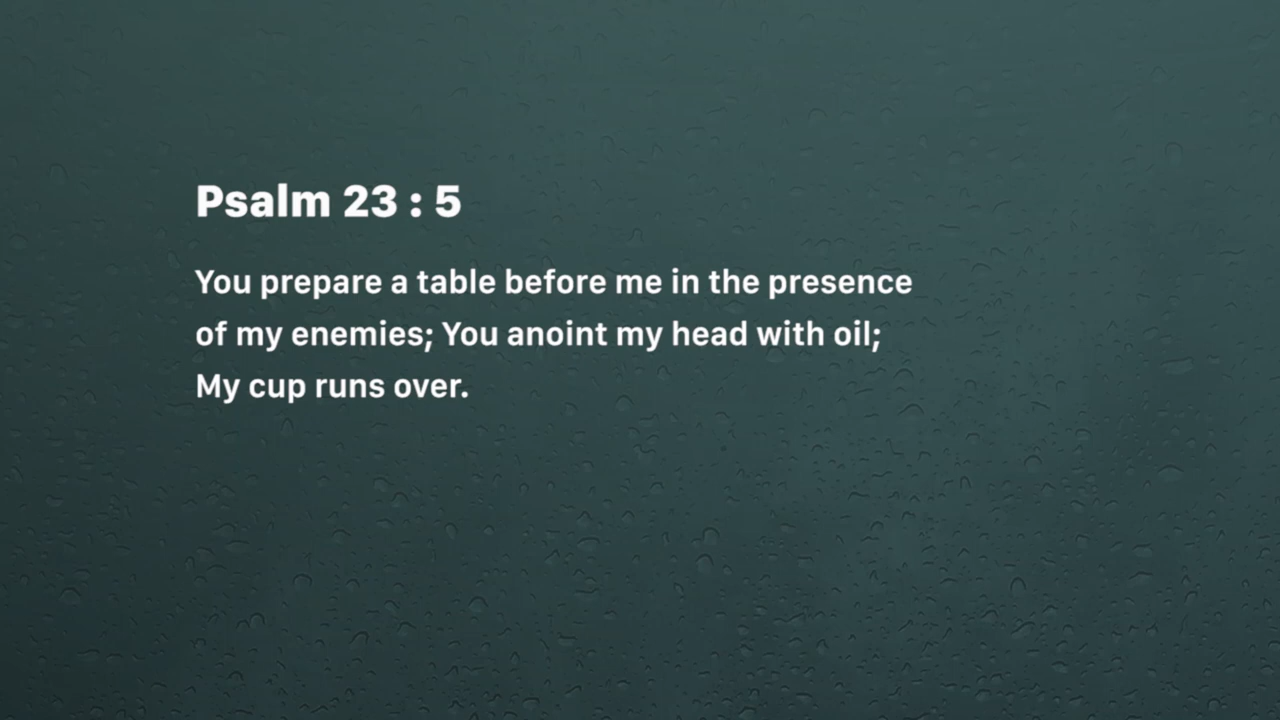 Psalm 23 : 5
You prepare a table before me in the presence
of my enemies; You anoint my head with oil;
My cup runs over.